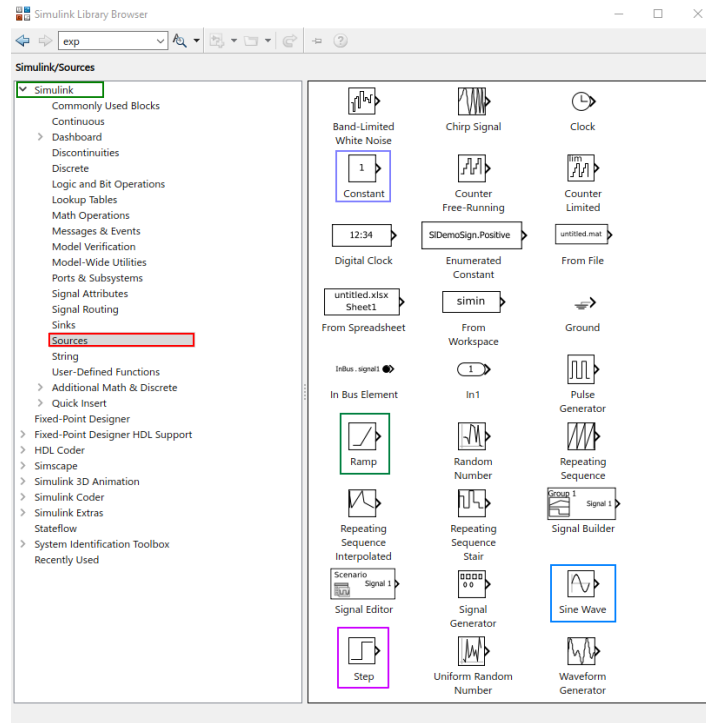 Simulink Library Browser
exp
Simulink/Sources
Simulink
Commonly Used Blocks
Continuous
Dashboard
Discontinuities
Discrete
Logic and Bit Operations
Lookup Tables
Math Operations
Messages & Events
Model Verification
Model-Wide Utilities
Ports & Subsystems
Signal Attributes
Signal Routing
Sinks
Sources
String
User-Defined Functions
Additional Math & Discrete
Quick Insert
Fixed-Point Designer
Fixed-Point Designer HDL Support
HDL Coder
Simscape
Simulink 3D Animation
Simulink Coder
Simulink Extras
Stateflow
System Identification Toolbox
Recently Used
Band-Limited
White Noise
Chirp Signal
Clock
1
Constant
Counter
Free-Running
lim
Counter
Limited
12:34
Digital Clock
SlDemoSign.Positive
Enumerated
Constant
untitled.mat
From File
untitled.xlsx
Sheet1
From Spreadsheet
simin
From
Workspace
Ground
InBus.signal1
In Bus Element
1
In1
Pulse
Generator
Ramp
Random
Number
Repeating
Sequence
Repeating
Sequence
Interpolated
Repeating
Sequence
Stair
Group 1
Signal 1
Signal Builder
Scenario
Signal 1
Signal Editor
Signal
Generator
Sine Wave
Step
Uniform Random
Number
Waveform
Generator